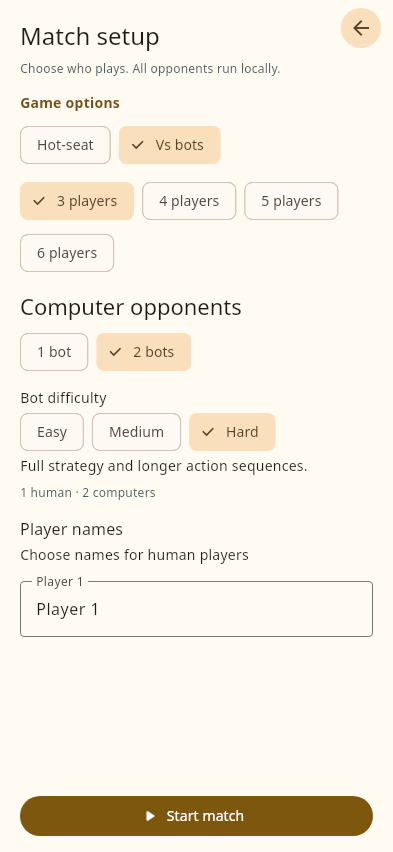 Match setup
Choose who plays. All opponents run locally.
Game options
Hot-seat
Vs bots
3 players
4 players
5 players
6 players
Computer opponents
1 bot
2 bots
Bot difficulty
Easy
Medium
Hard
Full strategy and longer action sequences.
1 human · 2 computers
Player names
Choose names for human players
Player 1
Player 1
Start match